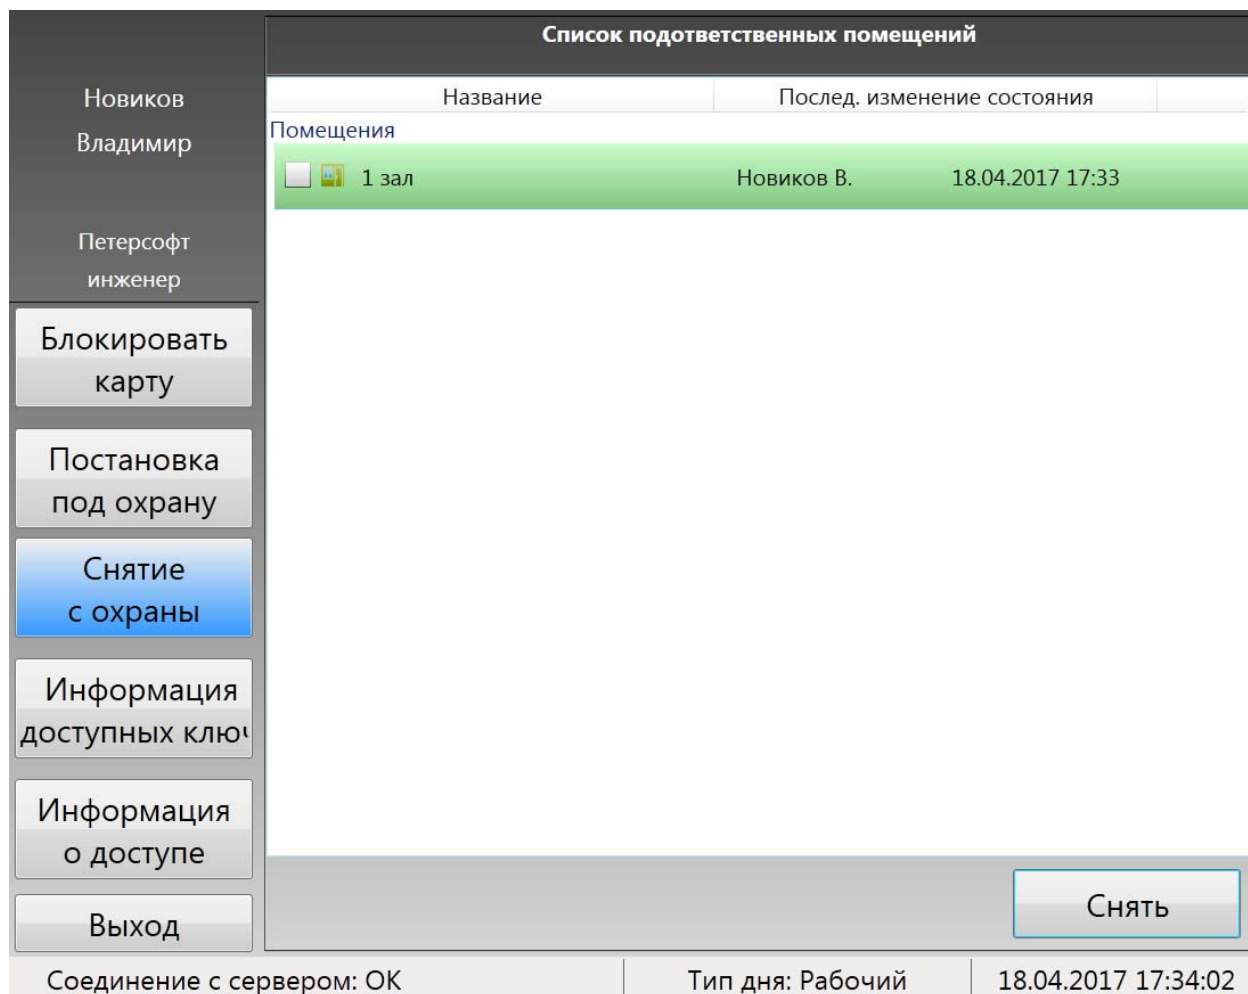 Список подответственных помещений
Новиков
Владимир
Петерсофт
инженер
Блокировать
карту
Постановка
под охрану
Снятие
с охраны
Информация
доступных ключ
Информация
о доступе
Выход
Название Послед. изменение состояния
Помещения
1 зал Новиков В. 18.04.2017 17:33
Снять
Соединение с сервером: OK Тип дня: Рабочий 18.04.2017 17:34:02